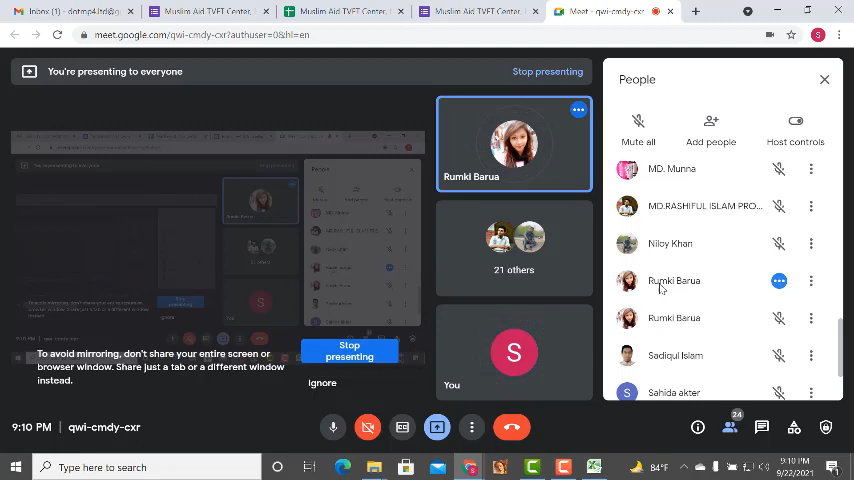 Inbox (1) - dotmp4.ltd@g
Muslim Aid TVET Center,
Muslim Aid TVET Center, I
Muslim Aid TVET Center,
Meet - qwi-cmdy-cxr
meet.google.com/qwi-cmdy-cxr?authuser=0&hl=en
S
You're presenting to everyone
Stop presenting
People
Mute all
Add people
Host controls
Rumki Barua
MD. Munna
MD.RASHIFUL ISLAM PRO...
Niloy Khan
Rumki Barua
Rumki Barua
Sadiqul Islam
S
Sahida akter
21 others
S
You
To avoid mirroring, don't share your entire screen or
browser window. Share just a tab or a different window
instead.
Stop
presenting
Ignore
9:10 PM
qwi-cmdy-cxr
24
Type here to search
84°F
9:10 PM
9/22/2021
1